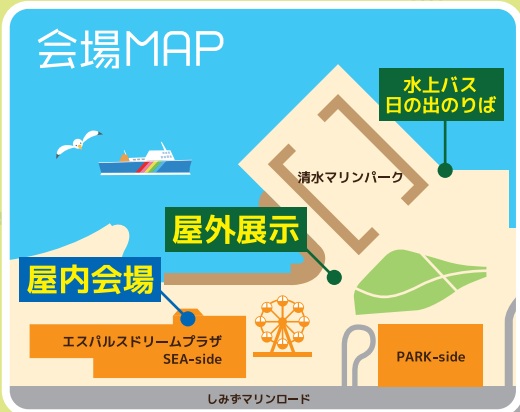 会場MAP
水上バス
日の出のりば
清水マリンパーク
屋外展示
屋内会場
エスパルスドリームプラザ
SEA-side
PARK-side
しみずマリンロード